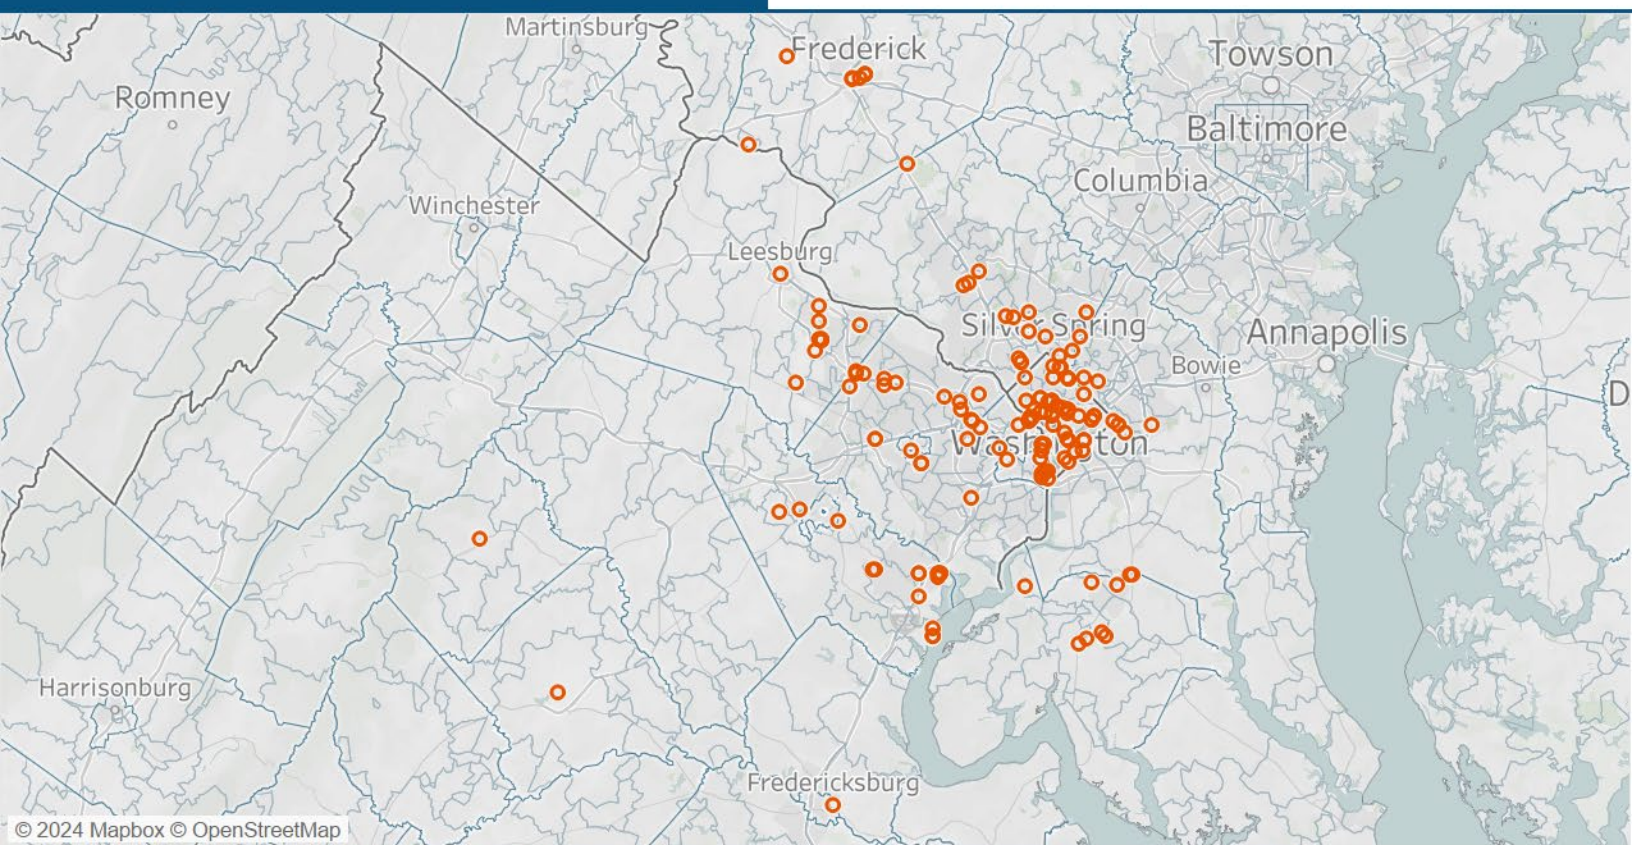 Martinsburg
Frederick
Towson
Romney
Baltimore
Columbia
Winchester
Leesburg
Silver Spring
Annapolis
Bowie
D
Washington
Harrisonburg
Fredericksburg
© 2024 Mapbox © OpenStreetMap